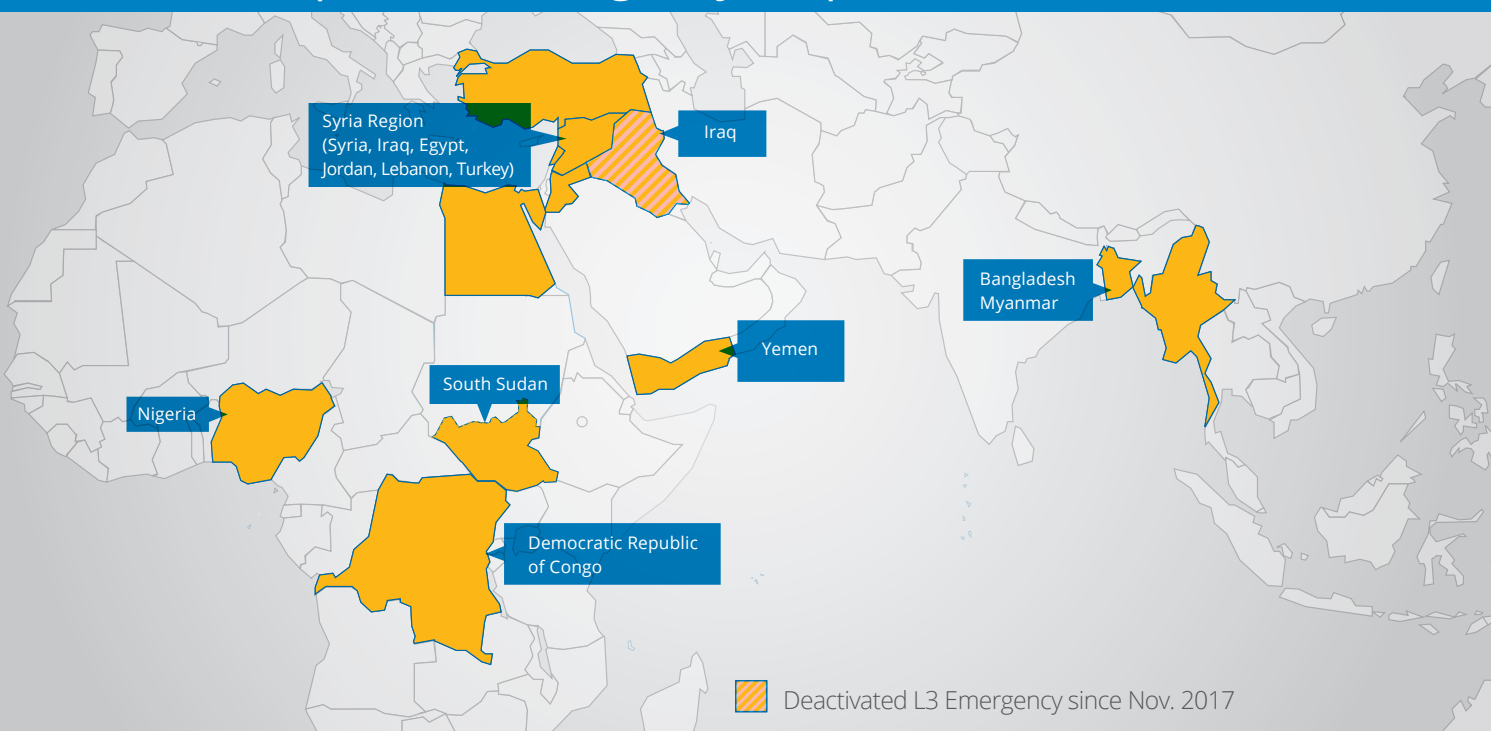 Syria Region
(Syria, Iraq, Egypt,
Jordan, Lebanon, Turkey)
Iraq
Bangladesh
Myanmar
Yemen
South Sudan
Nigeria
Democratic Republic
of Congo
Deactivated L3 Emergency since Nov. 2017